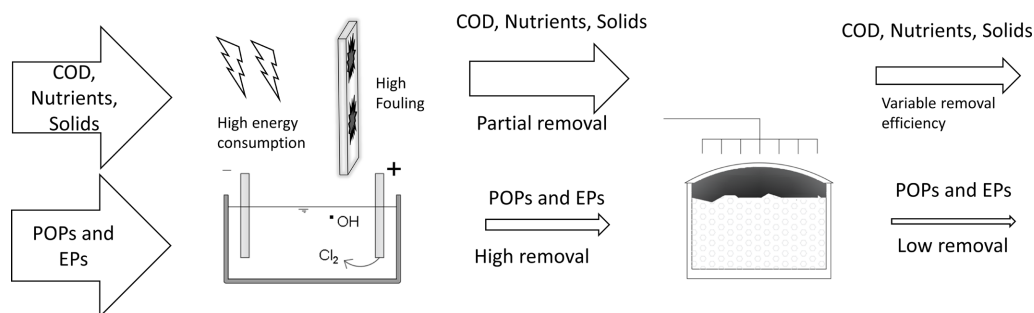 COD,
Nutrients,
Solids
POPs and
EPs
High energy
consumption
High
Fouling
−
+
▪OH
Cl₂
COD, Nutrients, Solids
Partial removal
POPs and EPs
High removal
COD, Nutrients, Solids
Variable removal
efficiency
POPs and EPs
Low removal